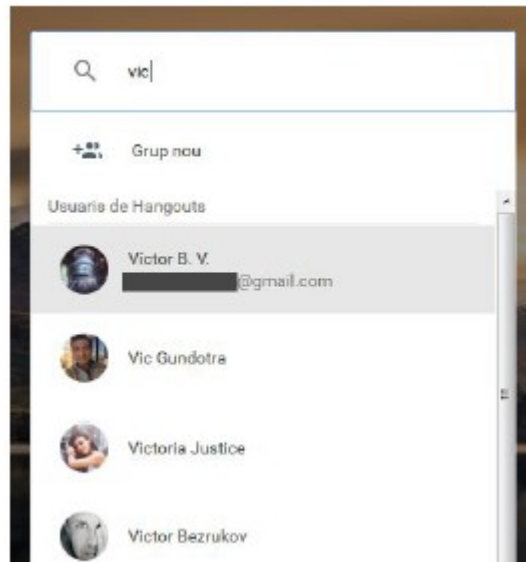 vic
Grup nou
Usuaris de Hangouts
Victor B. V.
@gmail.com
Vic Gundotra
Victoria Justice
Victor Bezrukov